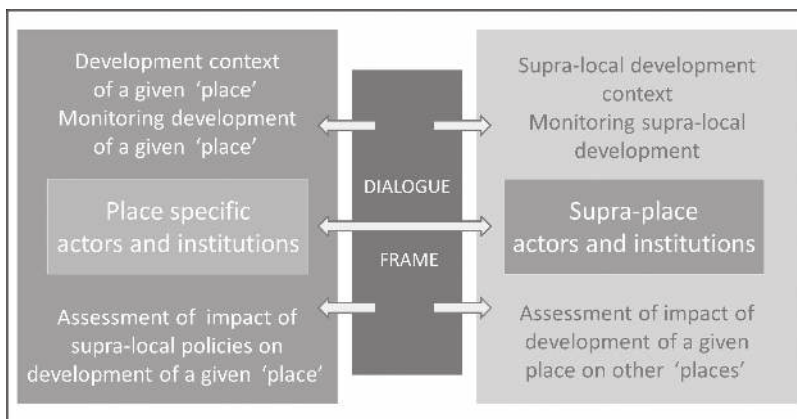 Development context
of a given ‘place’
Monitoring development
of a given ‘place’
Place specific
actors and institutions
Assessment of impact of
supra-local policies on
development of a given ‘place’
DIALOGUE
FRAME
Supra-local development
context
Monitoring supra-local
development
Supra-place
actors and institutions
Assessment of impact of
development of a given
place on other ‘places’